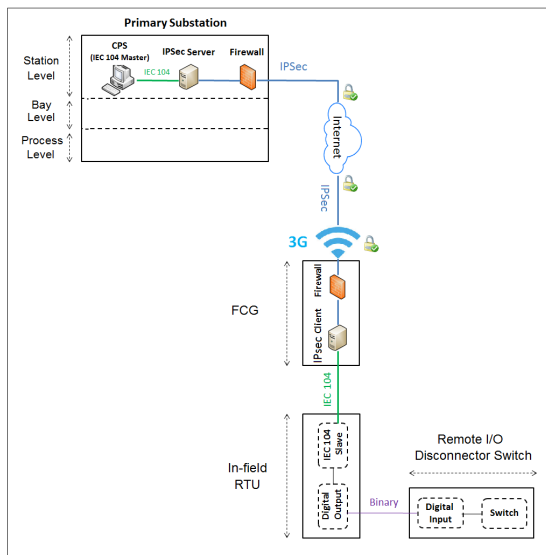 Primary Substation
Station
Level
CPS
(IEC 104 Master)
IEC 104
IPSec Server
Firewall
IPSec
Bay
Level
Process
Level
Internet
IPSec
3G
FCG
Firewall
IPsec Client
IEC 104
In-field
RTU
IEC 104
Slave
Digital
Output
Binary
Remote I/O
Disconnector Switch
Digital
Input
Switch